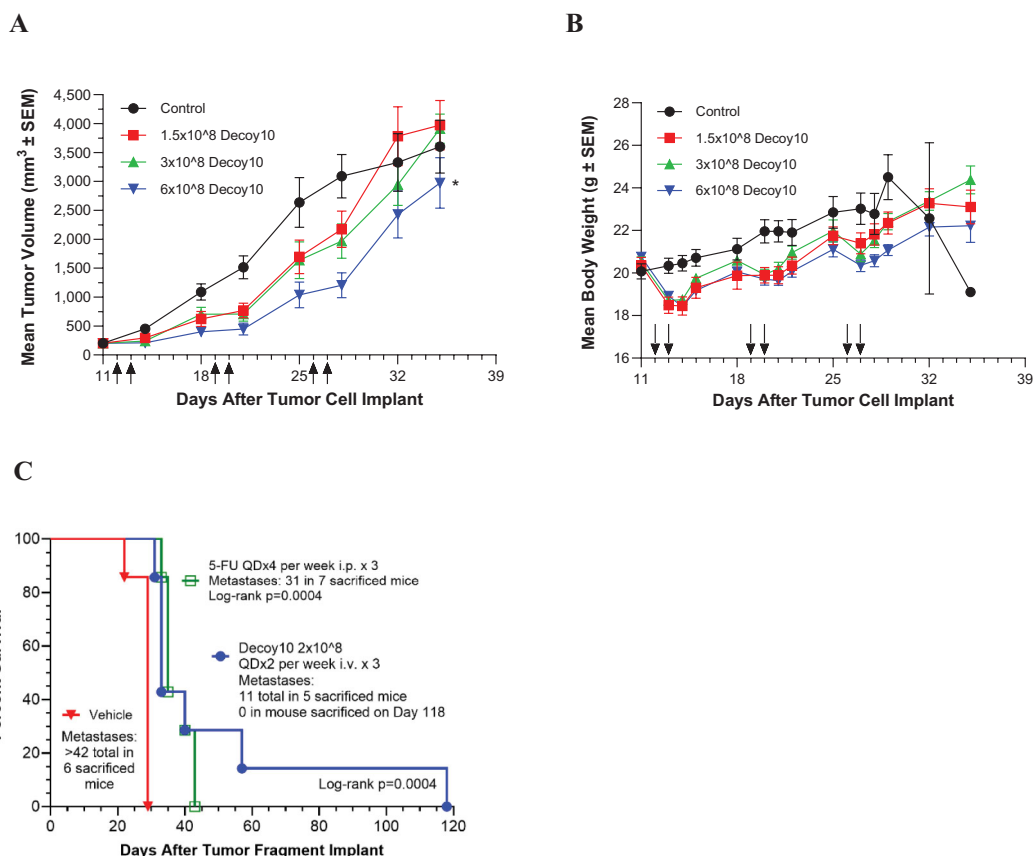 A
Mean Tumor Volume (mm³ ± SEM)
4,500
4,000
3,500
3,000
2,500
2,000
1,500
1,000
500
0
Control
1.5x10^8 Decoy10
3x10^8 Decoy10
6x10^8 Decoy10
*
11 18 25 32 39
Days After Tumor Cell Implant
B
Mean Body Weight (g ± SEM)
28
26
24
22
20
18
16
Control
1.5x10^8 Decoy10
3x10^8 Decoy10
6x10^8 Decoy10
11 18 25 32 39
Days After Tumor Cell Implant
C
100
80
60
40
20
0
5-FU QDx4 per week i.p. x 3
Metastases: 31 in 7 sacrificed mice
Log-rank p=0.0004
Decoy10 2x10^8
QDx2 per week i.v. x 3
Metastases:
11 total in 5 sacrificed mice
0 in mouse sacrificed on Day 118
Vehicle
Metastases:
>42 total in
6 sacrificed
mice
Log-rank p=0.0004
0 20 40 60 80 100 120
Days After Tumor Fragment Implant